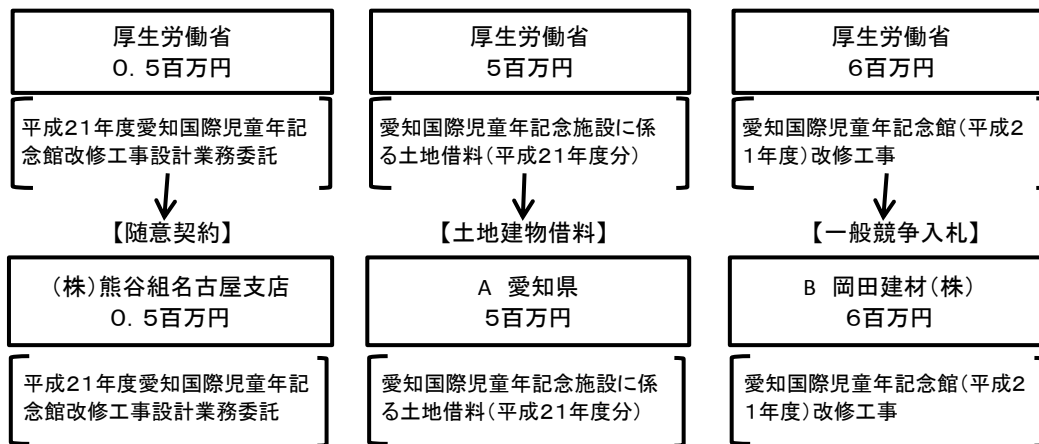 厚生労働省
0.5百万円
平成21年度愛知国際児童年記
念館改修工事設計業務委託
【随意契約】
(株)熊谷組名古屋支店
0.5百万円
平成21年度愛知国際児童年記
念館改修工事設計業務委託
厚生労働省
5百万円
愛知国際児童年記念施設に係
る土地借料(平成21年度分)
【土地建物借料】
A 愛知県
5百万円
愛知国際児童年記念施設に係
る土地借料(平成21年度分)
厚生労働省
6百万円
愛知国際児童年記念館(平成2
1年度)改修工事
【一般競争入札】
B 岡田建材(株)
6百万円
愛知国際児童年記念館(平成2
1年度)改修工事